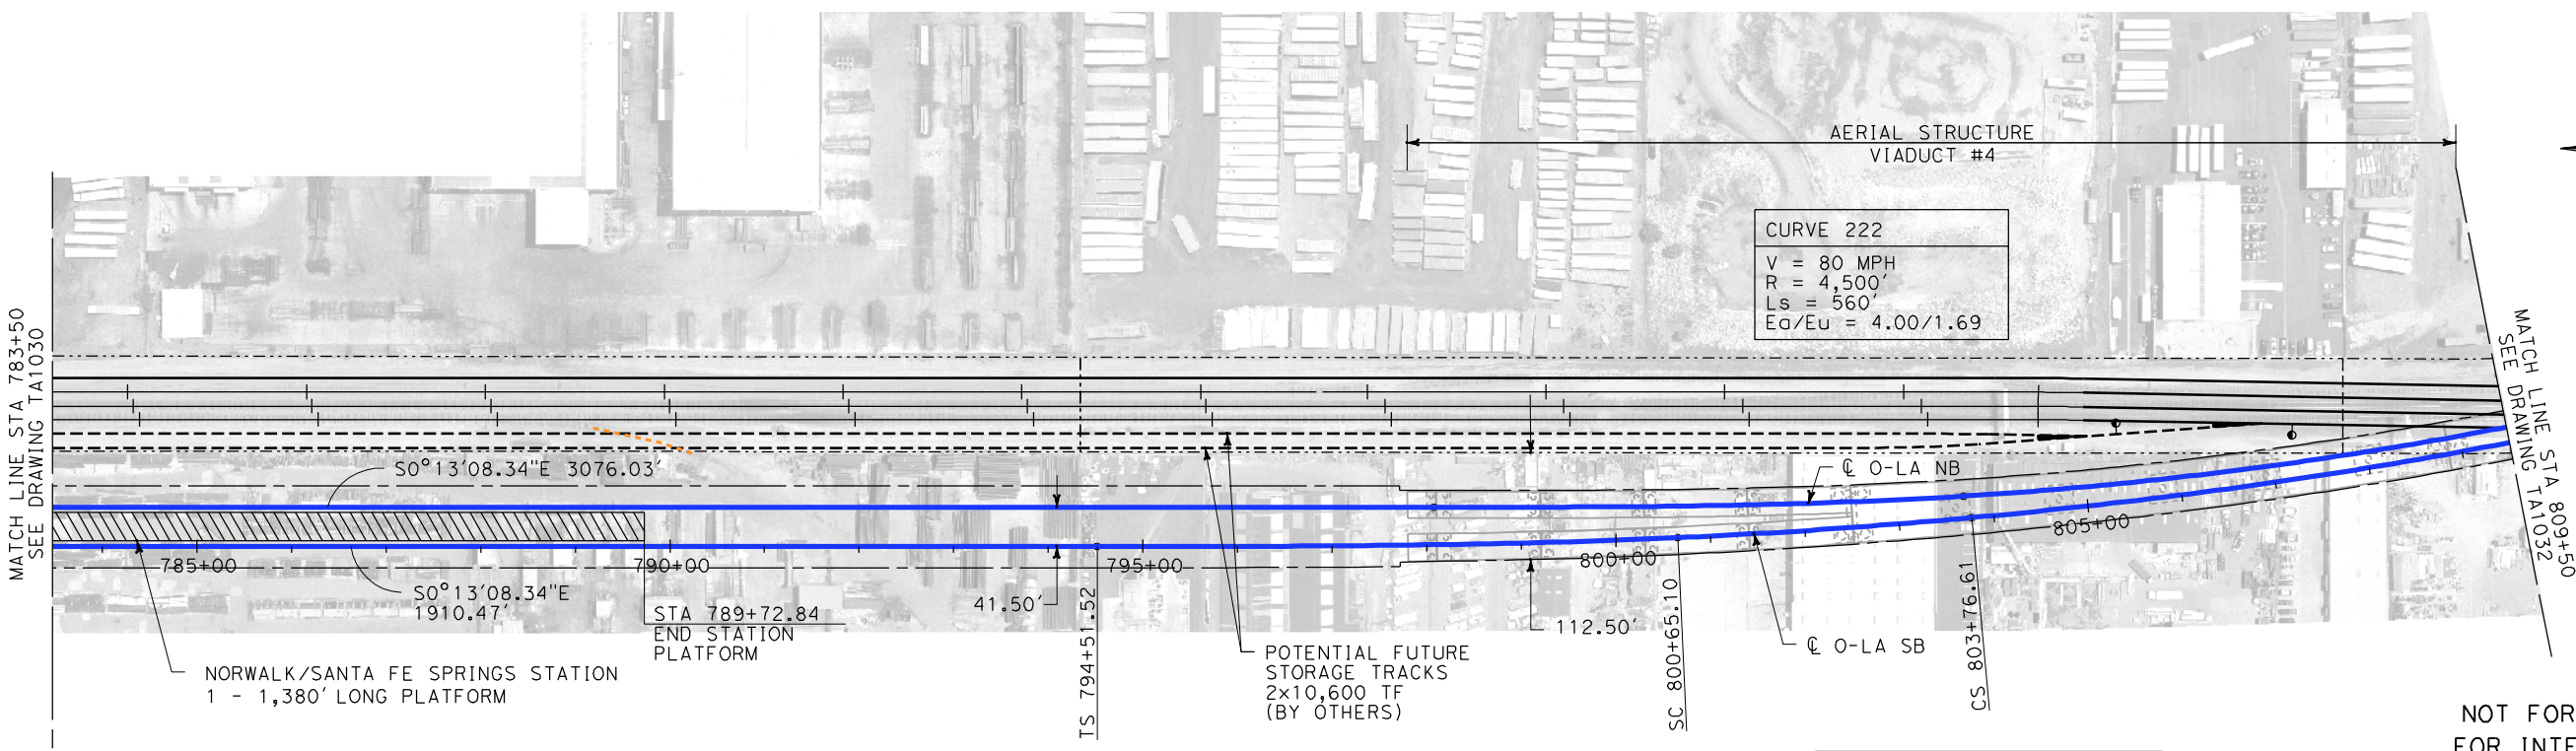 AERIAL STRUCTURE
VIADUCT #4
CURVE 222
V = 80 MPH
R = 4,500'
Ls = 560'
Ea/Eu = 4.00/1.69
MATCH LINE STA 783+50
SEE DRAWING TA1030
MATCH LINE STA 809+50
SEE DRAWING TA1032
S0°13'08.34"E 3076.03'
℄ O-LA NB
785+00
790+00
795+00
800+00
805+00
S0°13'08.34"E
1910.47'
41.50'
STA 789+72.84
END STATION
PLATFORM
TS 794+51.52
112.50'
SC 800+65.10
℄ O-LA SB
CS 803+76.61
NORWALK/SANTA FE SPRINGS STATION
1 - 1,380' LONG PLATFORM
POTENTIAL FUTURE
STORAGE TRACKS
2x10,600 TF
(BY OTHERS)
NOT FOR
FOR